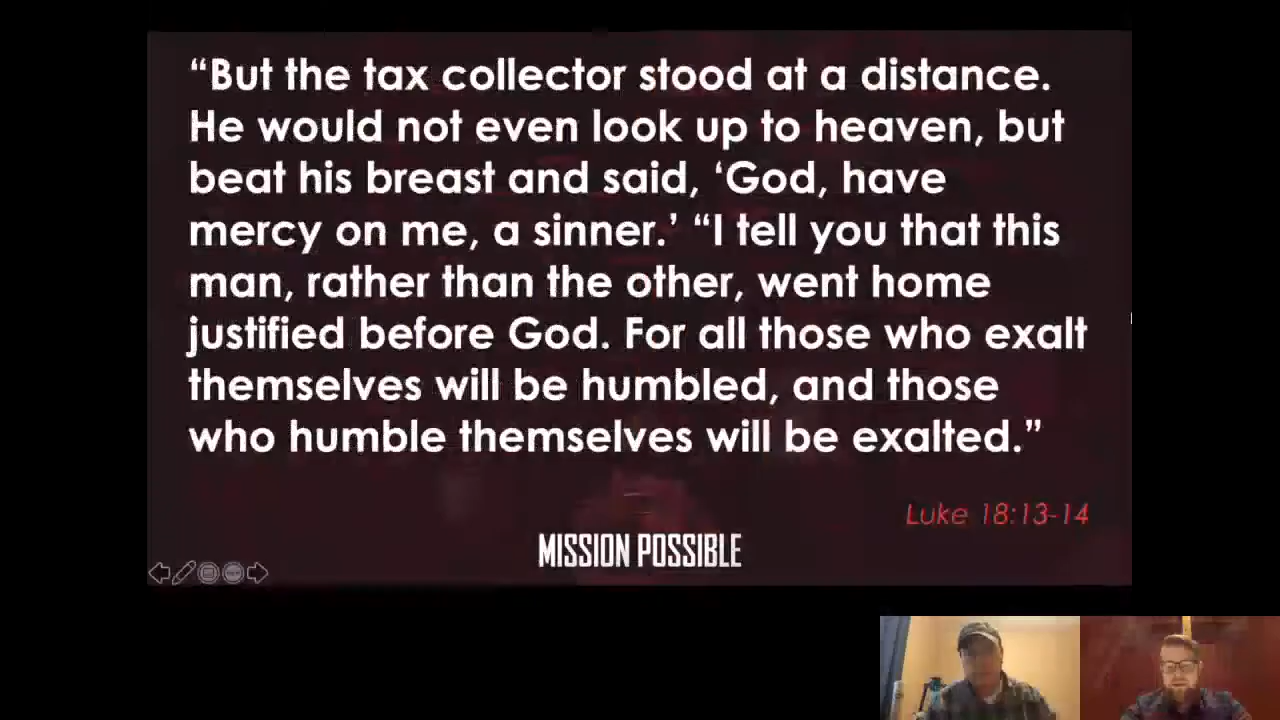 “But the tax collector stood at a distance.
He would not even look up to heaven, but
beat his breast and said, ‘God, have
mercy on me, a sinner.’ “I tell you that this
man, rather than the other, went home
justified before God. For all those who exalt
themselves will be humbled, and those
who humble themselves will be exalted.”
Luke 18:13-14
MISSION POSSIBLE